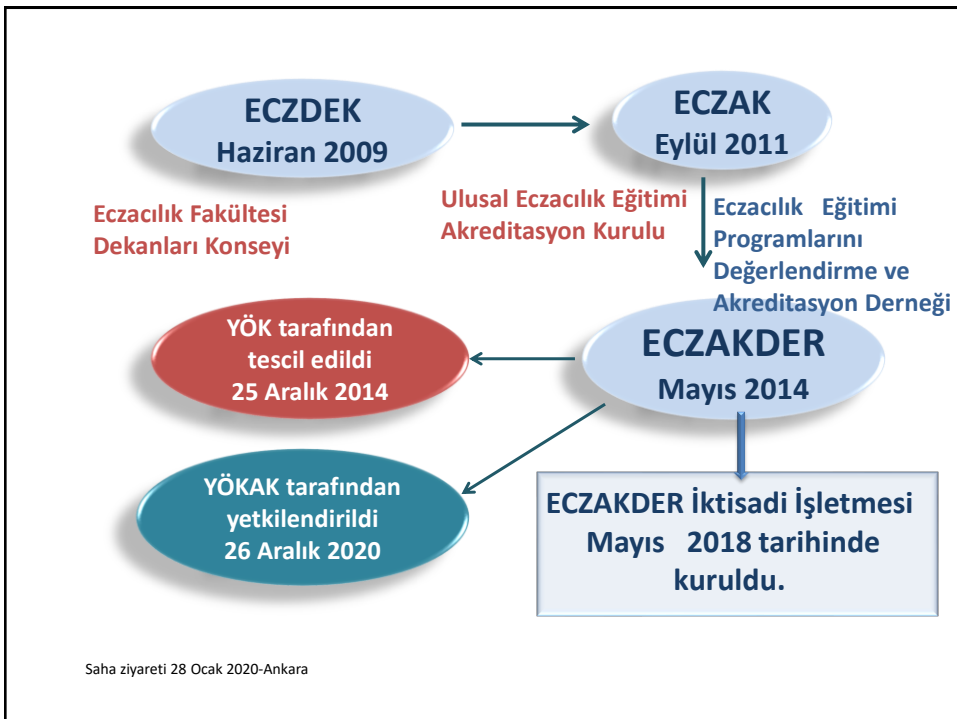 ECZDEK
Haziran 2009
ECZAK
Eylül 2011
Eczacılık Fakültesi
Dekanları Konseyi
Ulusal Eczacılık Eğitimi
Akreditasyon Kurulu
Eczacılık Eğitimi
Programlarını
Değerlendirme ve
Akreditasyon Derneği
YÖK tarafından
tescil edildi
25 Aralık 2014
ECZAKDER
Mayıs 2014
YÖKAK tarafından
yetkilendirildi
26 Aralık 2020
ECZAKDER İktisadi İşletmesi
Mayıs 2018 tarihinde
kuruldu.
Saha ziyareti 28 Ocak 2020-Ankara